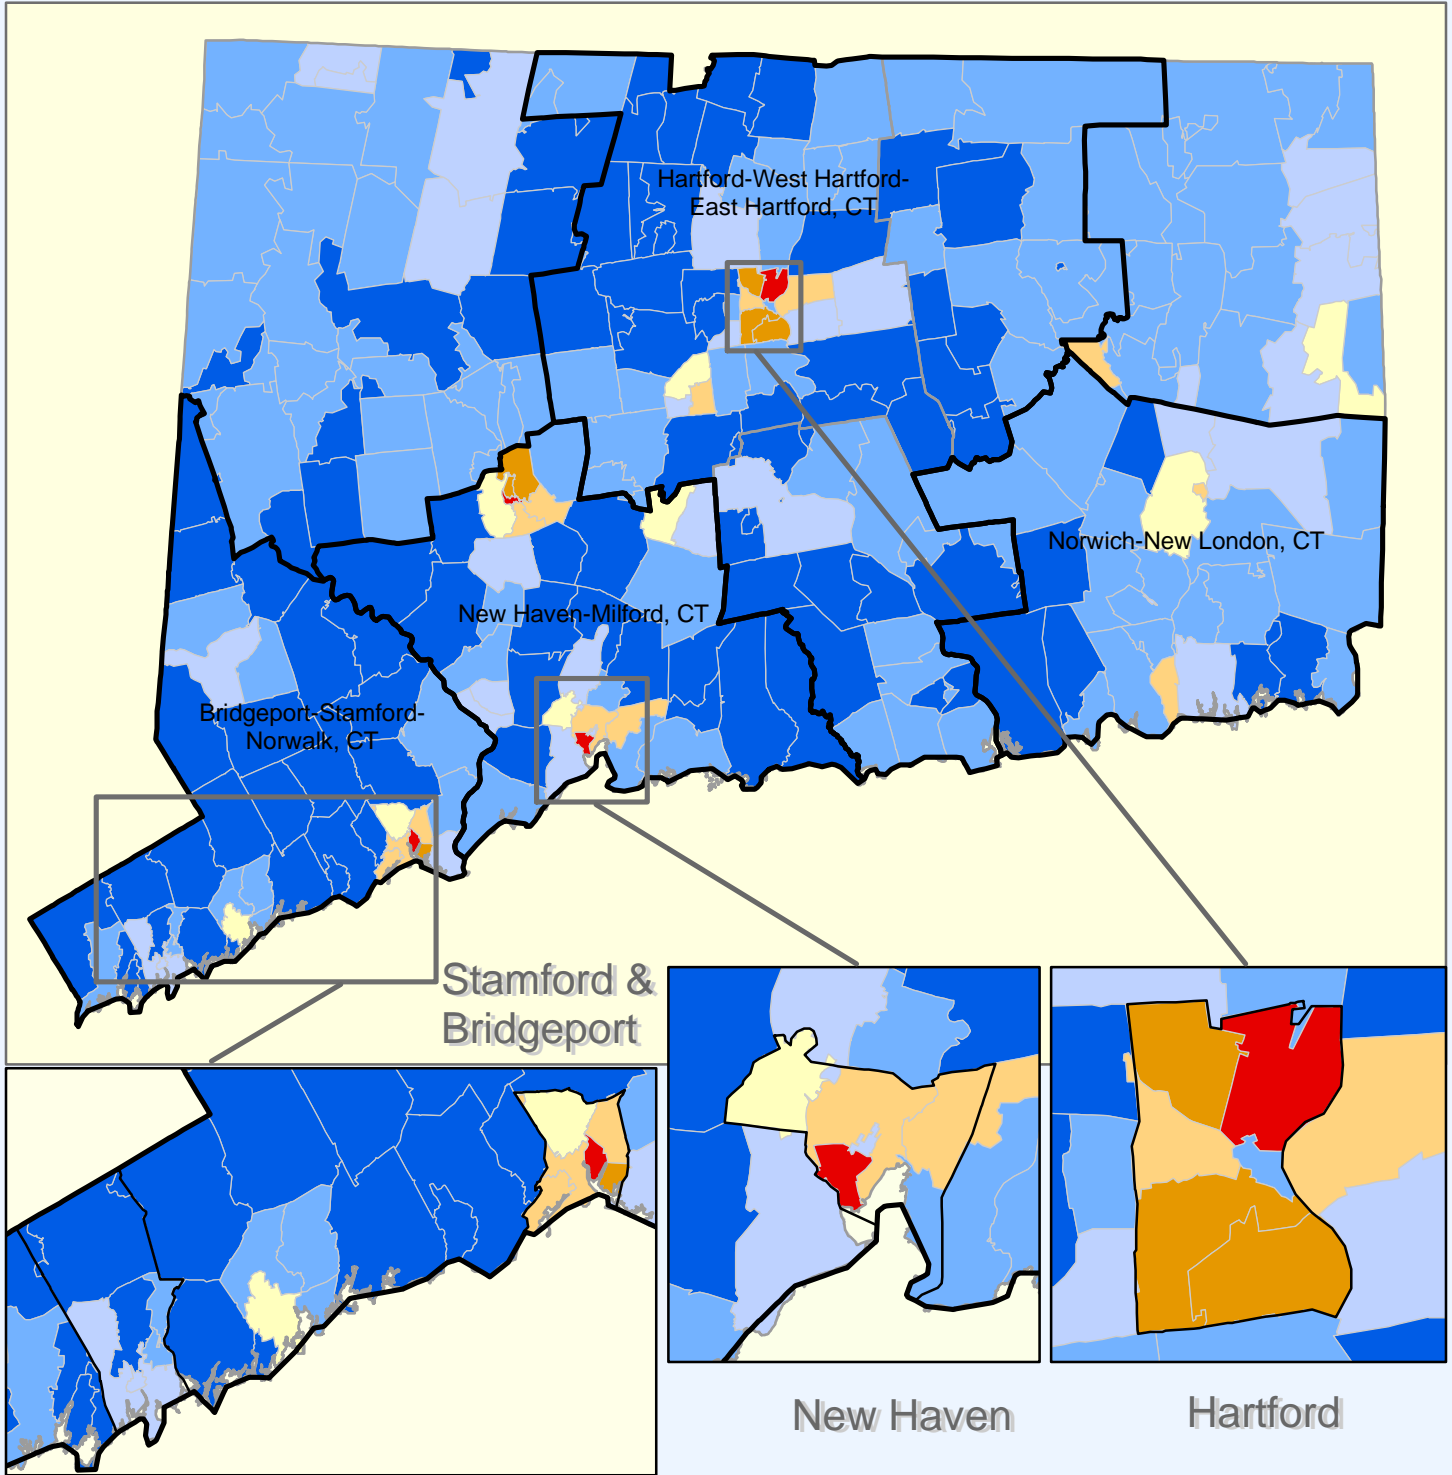 Hartford-West Hartford-
East Hartford, CT
Norwich-New London, CT
New Haven-Milford, CT
Bridgeport-Stamford-
Norwalk, CT
Stamford &
Bridgeport
New Haven
Hartford